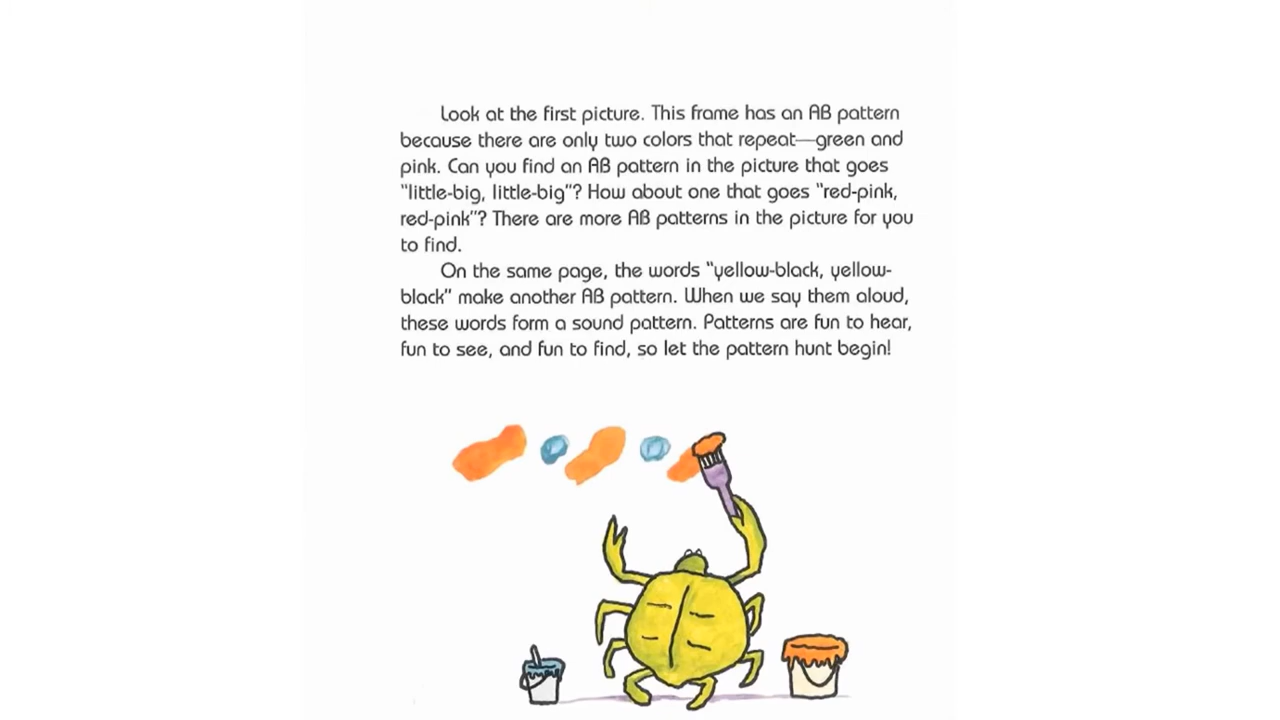 Look at the first picture. This frame has an AB pattern
because there are only two colors that repeat—green and
pink. Can you find an AB pattern in the picture that goes
"little-big, little-big"? How about one that goes "red-pink,
red-pink"? There are more AB patterns in the picture for you
to find.
On the same page, the words "yellow-black, yellow-
black" make another AB pattern. When we say them aloud,
these words form a sound pattern. Patterns are fun to hear,
fun to see, and fun to find, so let the pattern hunt begin!